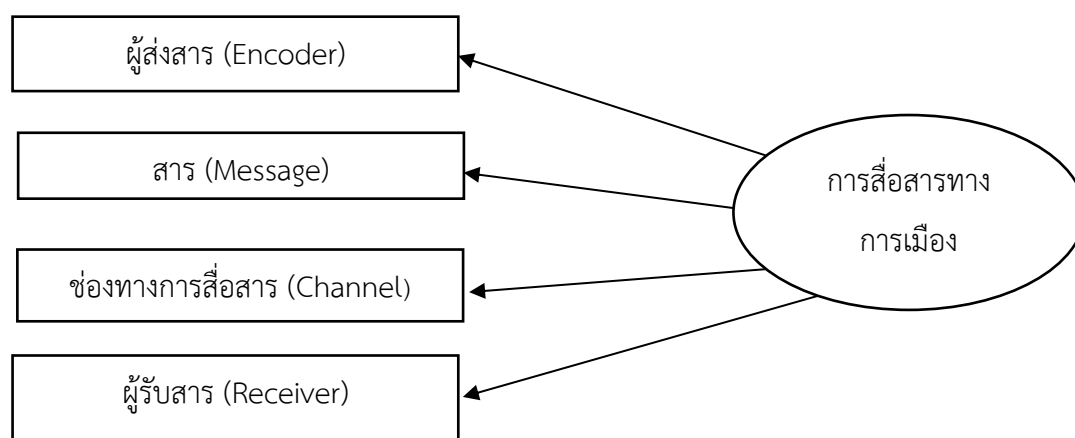 ผู้ส่งสาร (Encoder)
สาร (Message)
ช่องทางการสื่อสาร (Channel)
ผู้รับสาร (Receiver)
การสื่อสารทาง
การเมือง